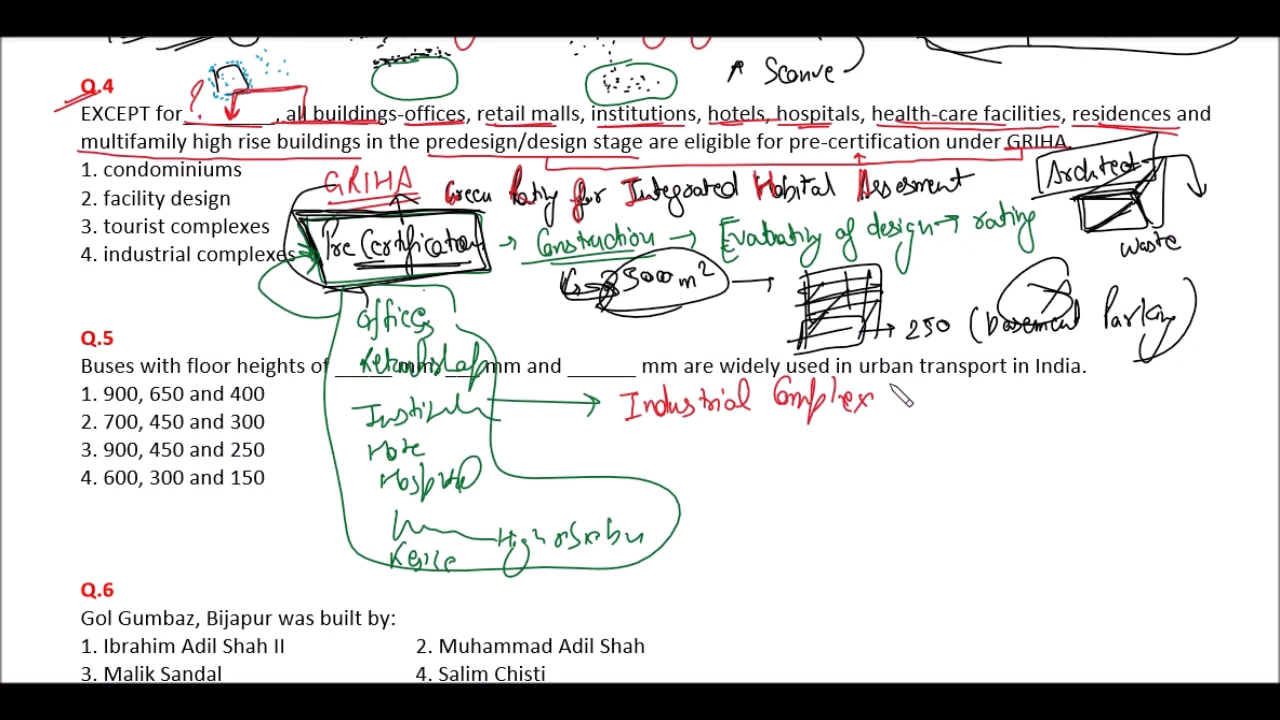 ↗ Sconve
Q.4
?
EXCEPT for ________, all buildings-offices, retail malls, institutions, hotels, hospitals, health-care facilities, residences and
multifamily high rise buildings in the predesign/design stage are eligible for pre-certification under GRIHA
1. condominiums
2. facility design
3. tourist complexes
4. industrial complexes
GRIHA Green Rating for Integrated Habital Assesment
Architect
waste
Pre Certification → Construction → Evaluating of design → rating
5000 m² → 250 (basement Parking)
offices
Q.5
Buses with floor heights of ______ mm, ______ mm and ______ mm are widely used in urban transport in India.
1. 900, 650 and 400
2. 700, 450 and 300
3. 900, 450 and 250
4. 600, 300 and 150
→ Industrial Complex
Hospital
Q.6
Gol Gumbaz, Bijapur was built by:
1. Ibrahim Adil Shah II 2. Muhammad Adil Shah
3. Malik Sandal 4. Salim Chisti